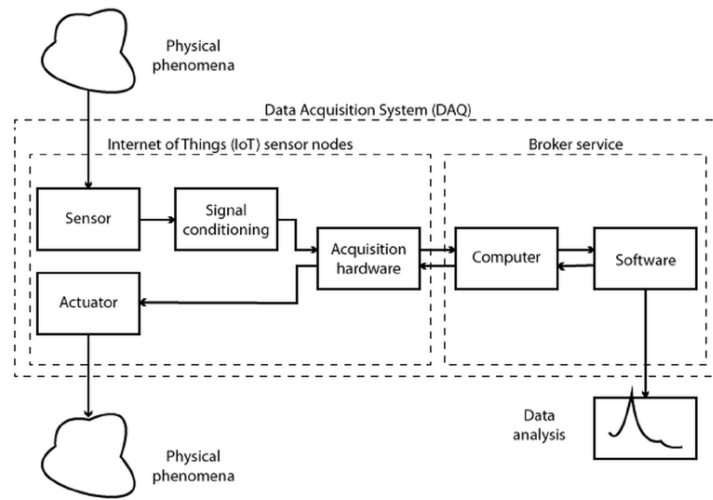 Physical
phenomena
Data Acquisition System (DAQ)
Internet of Things (IoT) sensor nodes
Broker service
Sensor
Signal
conditioning
Acquisition
hardware
Computer
Software
Actuator
Data
analysis
Physical
phenomena